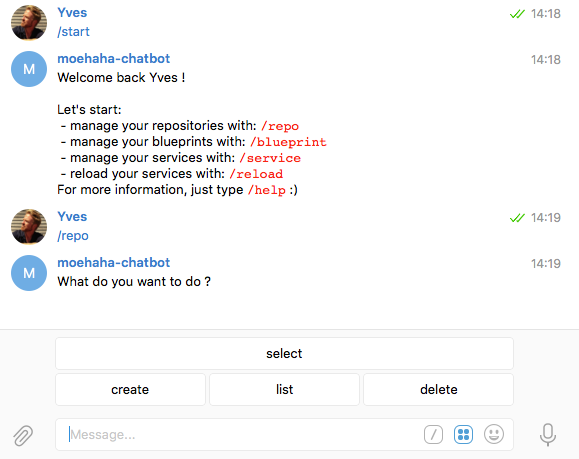 Yves
14:18
/start
M
moehaha-chatbot
14:18
Welcome back Yves !
Let's start:
- manage your repositories with: /repo
- manage your blueprints with: /blueprint
- manage your services with: /service
- reload your services with: /reload
For more information, just type /help :)
Yves
14:19
/repo
M
moehaha-chatbot
14:19
What do you want to do ?
select
create
list
delete
Message...
/